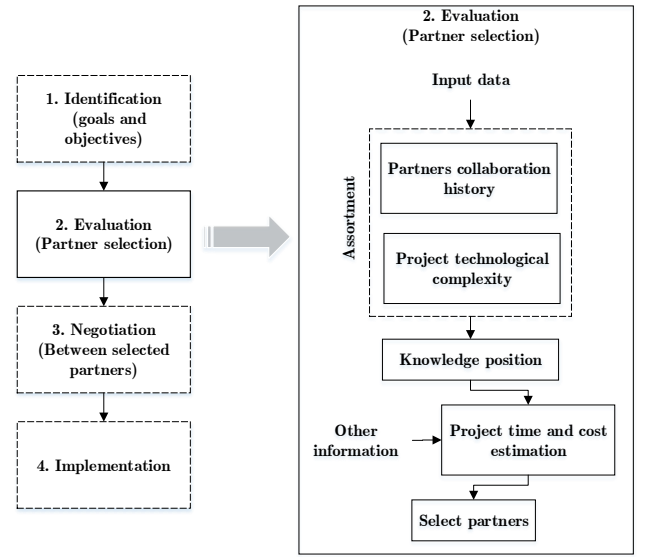 1. Identification
(goals and
objectives)
2. Evaluation
(Partner selection)
3. Negotiation
(Between selected
partners)
4. Implementation
2. Evaluation
(Partner selection)
Input data
Assortment
Partners collaboration
history
Project technological
complexity
Knowledge position
Other
information
Project time and cost
estimation
Select partners